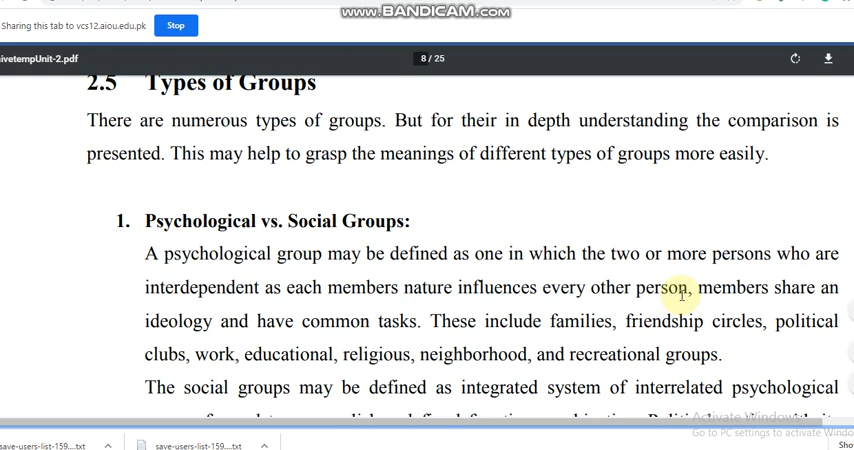 www.BANDICAM.com
Sharing this tab to vcs12.aiou.edu.pk Stop
ivetempUnit-2.pdf 8 / 25
2.5 Types of Groups
There are numerous types of groups. But for their in depth understanding the comparison is
presented. This may help to grasp the meanings of different types of groups more easily.
1. Psychological vs. Social Groups:
A psychological group may be defined as one in which the two or more persons who are
interdependent as each members nature influences every other person, members share an
ideology and have common tasks. These include families, friendship circles, political
clubs, work, educational, religious, neighborhood, and recreational groups.
The social groups may be defined as integrated system of interrelated psychological
Activate Windows
Go to PC settings to activate Windo
save-users-list-159....txt save-users-list-159....txt Sho